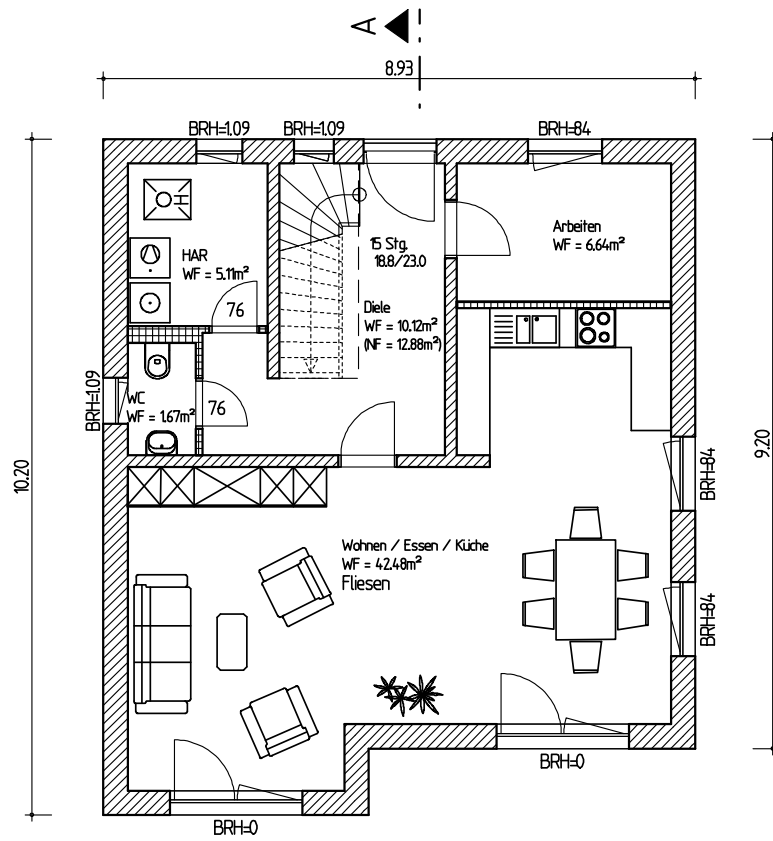 A
8.93
BRH=1.09
BRH=1.09
BRH=84
H
HAR
WF = 5.11m²
76
15 Stg.
18.8/23.0
Arbeiten
WF = 6.64m²
Diele
WF = 10.12m²
(NF = 12.88m²)
BRH=1.09
WC
WF = 1.67m²
76
10.20
9.20
BRH=84
Wohnen / Essen / Küche
WF = 42.48m²
Fliesen
BRH=84
BRH=0
BRH=0